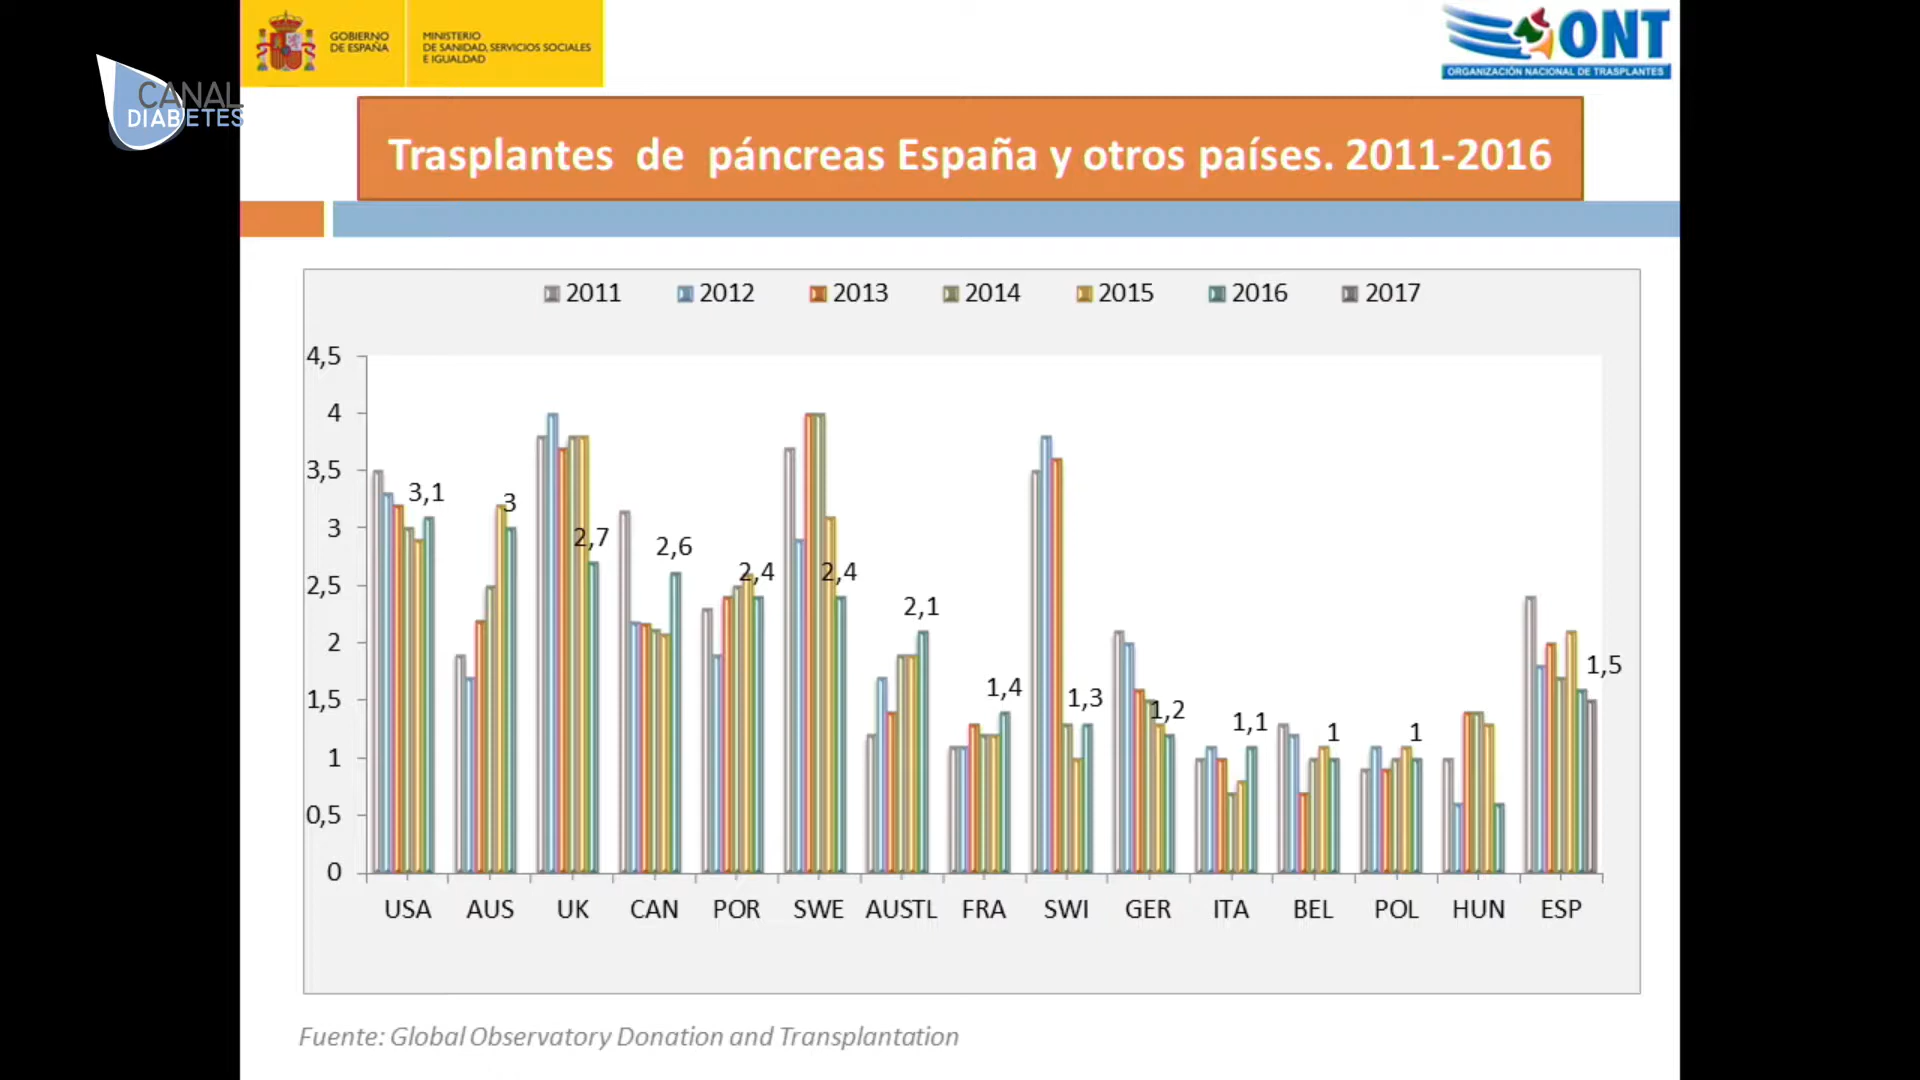 GOBIERNO
DE ESPAÑA
MINISTERIO
DE SANIDAD, SERVICIOS SOCIALES
E IGUALDAD
ONT
ORGANIZACIÓN NACIONAL DE TRASPLANTES
CANAL
DIABETES
Trasplantes de páncreas España y otros países. 2011-2016
2011 2012 2013 2014 2015 2016 2017
4,5
4
3,5
3
2,5
2
1,5
1
0,5
0
3,1
3
2,7
2,6
2,4
2,4
2,1
1,4
1,3
1,2
1,1
1
1
1,5
USA AUS UK CAN POR SWE AUSTL FRA SWI GER ITA BEL POL HUN ESP
Fuente: Global Observatory Donation and Transplantation